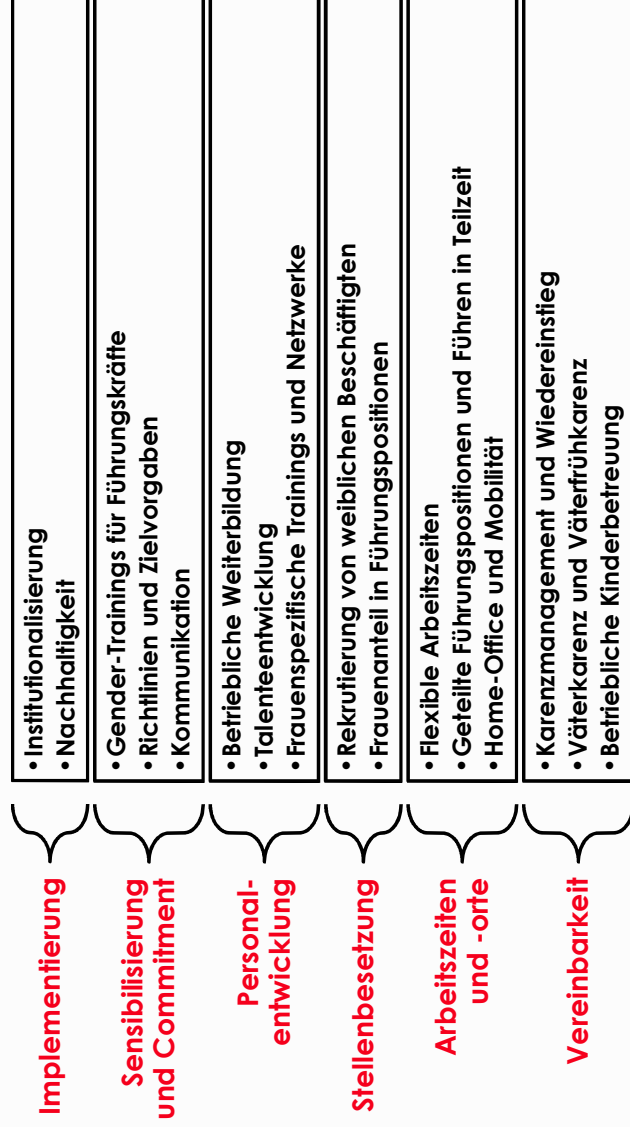 Implementierung
• Institutionalisierung
• Nachhaltigkeit
Sensibilisierung
und Commitment
• Gender-Trainings für Führungskräfte
• Richtlinien und Zielvorgaben
• Kommunikation
Personal-
entwicklung
• Betriebliche Weiterbildung
• Talenteentwicklung
• Frauenspezifische Trainings und Netzwerke
Stellenbesetzung
• Rekrutierung von weiblichen Beschäftigten
• Frauenanteil in Führungspositionen
Arbeitszeiten
und -orte
• Flexible Arbeitszeiten
• Geteilte Führungspositionen und Führen in Teilzeit
• Home-Office und Mobilität
Vereinbarkeit
• Karenzmanagement und Wiedereinstieg
• Väterkarenz und Väterfrühkarenz
• Betriebliche Kinderbetreuung